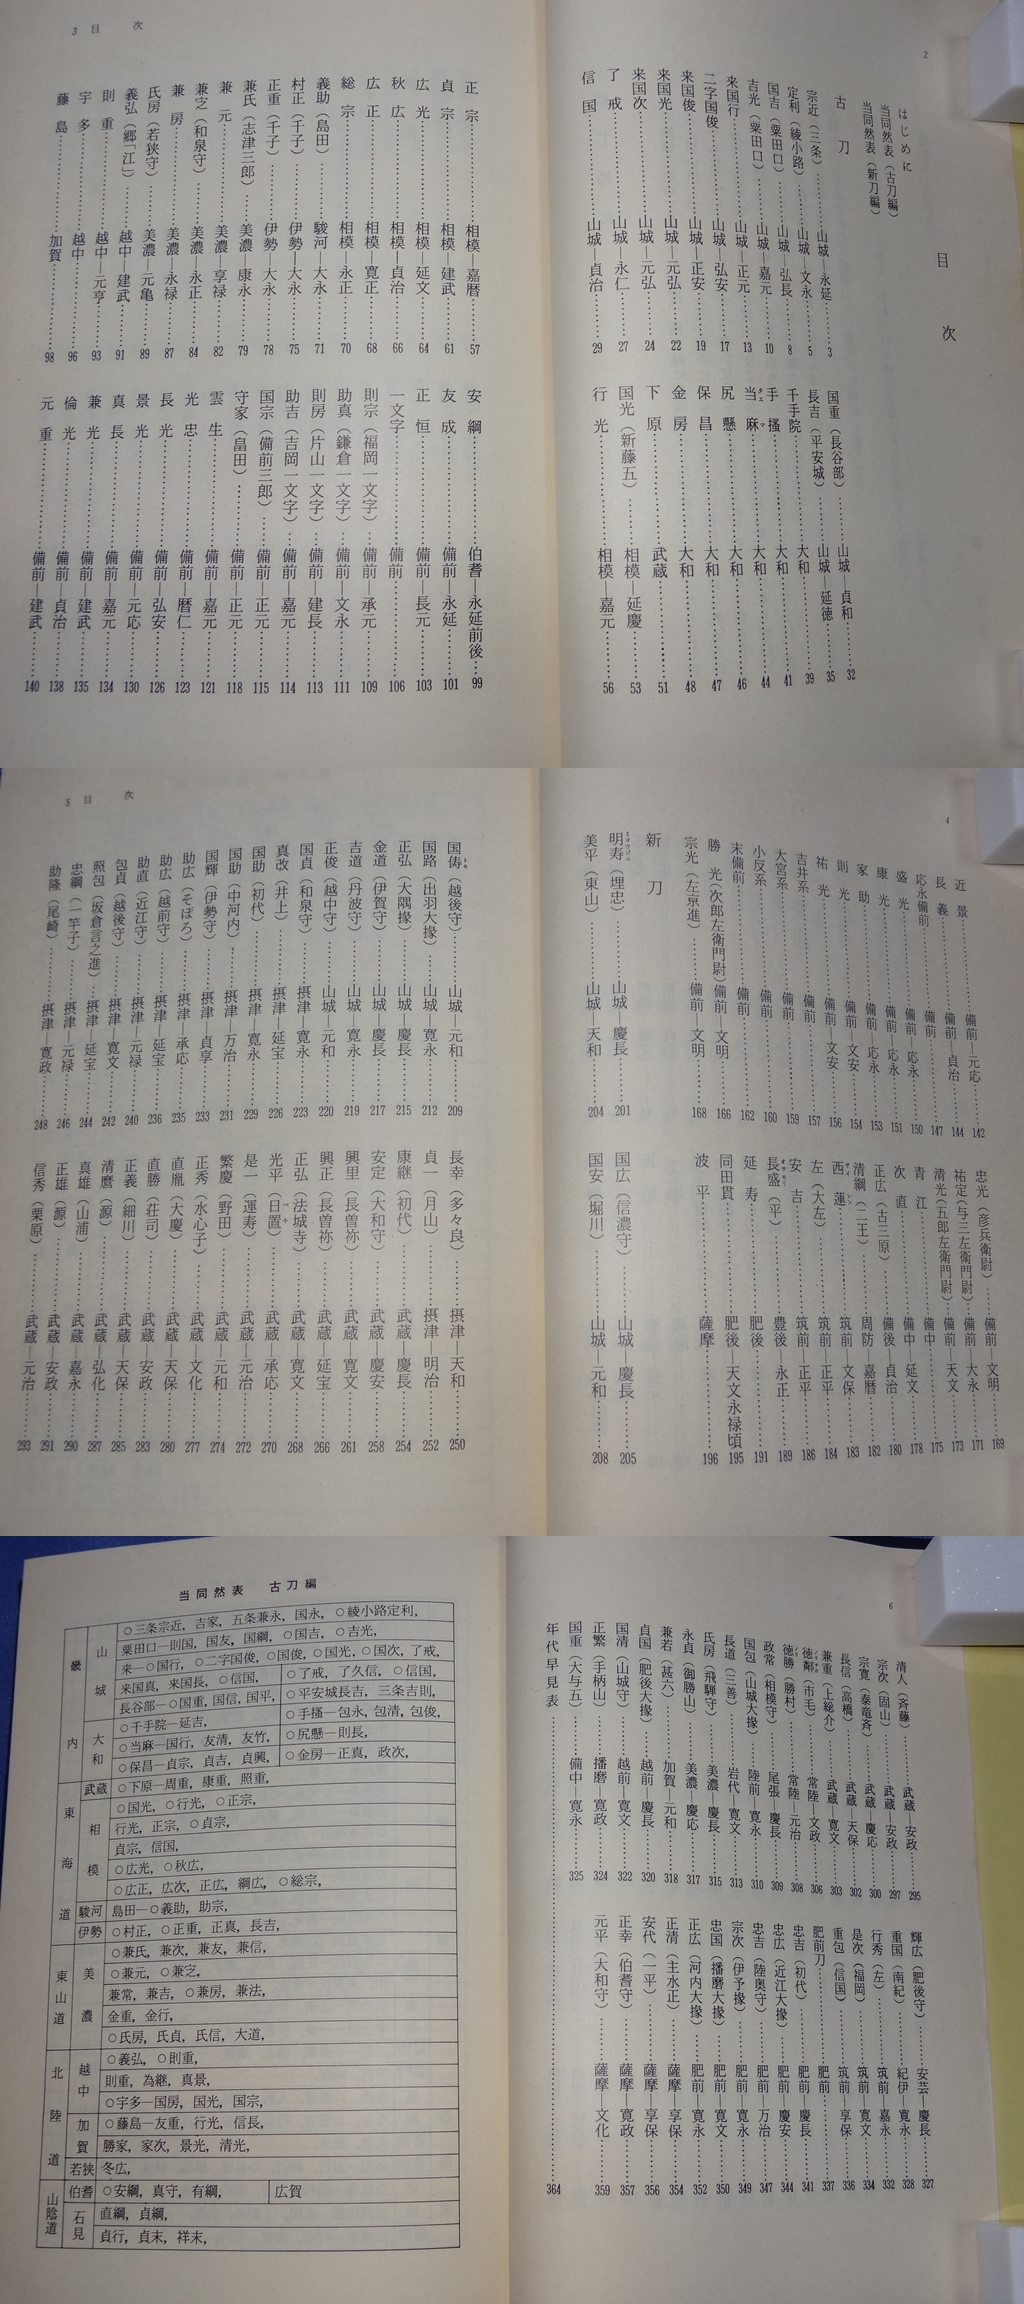 2
目次
はじめに
当同然表（古刀編）
当同然表（新刀編）
古刀
宗近（三条）………山城―永延………3
定利（綾小路）………山城　文永………5
国吉（粟田口）………山城―弘長………8
吉光（粟田口）………山城―嘉元………10
来国行………山城―正元………13
二字国俊………山城―弘安………17
来国俊………山城―正安………19
来国光………山城―元弘………22
来国次………山城―元弘………24
了戒………山城―永仁………27
信国………山城―貞治………29
国重（長谷部）………山城―貞和………32
長吉（平安城）………山城―延徳………35
千手院………大和………39
手掻………大和………41
当麻………大和………44
尻懸………大和………46
保昌………大和………47
金房………大和………48
下原………武蔵………51
国光（新藤五）………相模―延慶………53
行光………相模―嘉元………56
3　目次
正宗………相模―嘉暦………57
貞宗………相模―建武………61
広光………相模―延文………64
秋広………相模―貞治………66
広正………相模　寛正………68
総宗………相模―永正………70
義助（島田）………駿河―大永………71
村正（千子）………伊勢―大永………75
正重（千子）………伊勢―大永………78
兼氏（志津三郎）………美濃　康永………79
兼元………美濃―享禄………82
兼之（和泉守）………美濃　永正………84
兼房………美濃―永禄………87
氏房（若狭守）………美濃―元亀………89
義弘（郷「江」）………越中―建武………91
則重………越中―元亨………93
宇多………越中………96
藤島………加賀………98
安綱………伯耆―永延前後………99
友成………備前―永延………101
正恒………備前―長元………103
一文字………備前………106
則宗（福岡一文字）………備前―承元………109
助真（鎌倉一文字）………備前―文永………111
則房（片山一文字）………備前　建長………113
助吉（吉岡一文字）………備前―嘉元………114
国宗（備前三郎）………備前―正元………115
守家（畠田）………備前―正元………118
雲生………備前―嘉元………121
光忠………備前―暦仁………123
長光………備前―弘安………126
景光………備前―元応………130
真長………備前―嘉元………134
兼光………備前―建武………135
倫光………備前―貞治………138
元重………備前―建武………140
4
近景………備前―元応………142
長義………備前―貞治………144
応永備前………備前………147
盛光………備前―応永………150
康光………備前―応永………151
家助………備前―応永………153
則光………備前―文安………154
祐光………備前―文安………156
吉井系………備前………157
大宮系………備前………159
小反系………備前………160
末備前………備前………162
勝光（次郎左衛門尉）備前―文明………166
宗光（左京進）………備前―文明………168
忠光（彦兵衛尉）………備前―文明………169
祐定（与三左衛門尉）備前―大永………171
清光（五郎左衛門尉）備前―天文………173
青江………備中………175
次直………備中―延文………178
正広（古三原）………備後―貞治………180
清綱（二王）………周防―嘉暦………182
西蓮………筑前―文保………183
左（大左）………筑前―正平………184
安吉………筑前―正平………186
長盛（平）………豊後―永正………189
延寿………肥後………191
同田貫………肥後―天文永禄頃………195
波平………薩摩………196
新刀
明寿（埋忠）………山城　慶長………201
美平（東山）………山城　天和………204
国広（信濃守）………山城―慶長………205
国安（堀川）………山城―元和………208
5　目次
国儔（越後守）………山城―元和………209
国路（出羽大掾）………山城　寛永………212
正弘（大隅掾）………山城　慶長………215
金道（伊賀守）………山城　慶長………217
吉道（丹波守）………山城　寛永………219
正俊（越中守）………山城　元和………220
国貞（和泉守）………摂津　寛永………223
真改（井上）………摂津―延宝………226
国助（初代）………摂津　寛永………229
国助（中河内）………摂津　万治………231
国輝（伊勢守）………摂津―貞享………233
助広（そぼろ）………摂津―承応………235
助広（越前守）………摂津―延宝………236
助直（近江守）………摂津―元禄………240
包貞（越後守）………摂津　寛文………242
照包（坂倉言之進）………摂津　延宝………244
忠綱（一竿子）………摂津―元禄………246
助隆（尾崎）………摂津　寛政………248
長幸（多々良）………摂津―天和………250
貞一（月山）………摂津―明治………252
康継（初代）………武蔵―慶長………254
安定（大和守）………武蔵―慶安………258
興里（長曽祢）………武蔵―寛文………261
興正（長曽祢）………武蔵―延宝………266
正弘（法城寺）………武蔵―寛文………268
光平（日置）………武蔵―承応………270
是一（運寿）………武蔵―元治………272
繁慶（野田）………武蔵―元和………274
正秀（水心子）………武蔵―文化………277
直胤（大慶）………武蔵―天保………280
直勝（荘司）………武蔵―安政………283
正義（細川）………武蔵―天保………285
清麿（源）………武蔵　弘化………287
真雄（山浦）………武蔵　嘉永………290
正雄（源）………武蔵―安政………291
信秀（栗原）………武蔵―元治………293
6
清人（斉藤）………武蔵　安政………295
宗次（固山）………武蔵―安政………297
宗寛（泰竜斉）………武蔵　慶応………300
長信（高橋）………武蔵―天保………302
兼重（上総介）………武蔵―寛文………303
徳鄰（市毛）………常陸―文政………306
徳勝（勝村）………常陸―元治………308
政常（相模守）………尾張―慶長………309
国包（山城大掾）………陸前　寛永………310
長道（三善）………岩代―寛文………313
氏房（飛騨守）………美濃―慶長………315
永貞（御勝山）………美濃　慶応………317
兼若（甚六）………加賀―元和………318
貞国（肥後大掾）………越前　慶長………320
国清（山城守）………越前　寛文………322
正繁（手柄山）………播磨　寛政………324
国重（大与五）………備中―寛永………325
年代早見表………364
輝広（肥後守）………安芸―慶長………327
重国（南紀）………紀伊―寛永………328
行秀（左）………筑前―嘉永………332
是次（福岡）………筑前―寛文………334
重包（信国）………筑前―享保………336
肥前刀………肥前………337
忠吉（初代）………肥前―慶長………341
忠広（近江大掾）………肥前　慶安………344
忠吉（陸奥守）………肥前―万治………347
宗次（伊予掾）………肥前　寛永………349
忠国（播磨大掾）………肥前―寛文………350
正広（河内大掾）………肥前　寛永………352
正清（主水正）………薩摩―享保………354
安代（一平）………薩摩―享保………356
正幸（伯耆守）………薩摩―寛政………357
元平（大和守）………薩摩―文化………359
当同然表　古刀編
畿内
山城
○三条宗近，吉家，五条兼永，国永，○綾小路定利，
粟田口―則国，国友，国綱，○国吉，○吉光，
来―○国行，○二字国俊，○国俊，○国光，○国次，了戒，
来国真，来国長，○信国，
○了戒，了久信，○信国，
長谷部―○国重，国信，国平，
○平安城長吉，三条吉則，
大和
○千手院―延吉，
○手掻―包永，包清，包俊，
○当麻―国行，友清，友竹，
○尻懸―則長，
○保昌―貞宗，貞吉，貞興，
○金房―正真，政次，
東海道
武蔵
○下原―周重，康重，照重，
相模
○国光，○行光，○正宗，
行光，正宗，○貞宗，
貞宗，信国，
○広光，○秋広，
○広正，広次，正広，綱広，○総宗，
駿河
島田―○義助，助宗，
伊勢
○村正，○正重，正真，長吉，
東山道
美濃
○兼氏，兼次，兼友，兼信，
○兼元，○兼之，
兼常，兼吉，○兼房，兼法，
金重，金行，
○氏房，氏貞，氏信，大道，
北陸道
越中
○義弘，○則重，
則重，為継，真景，
○宇多―国房，国光，国宗，
加賀
○藤島―友重，行光，信長，
勝家，家次，景光，清光，
若狭
冬広，
山陰道
伯耆
○安綱，真守，有綱，
広賀
石見
直綱，貞綱，
貞行，貞末，祥末，